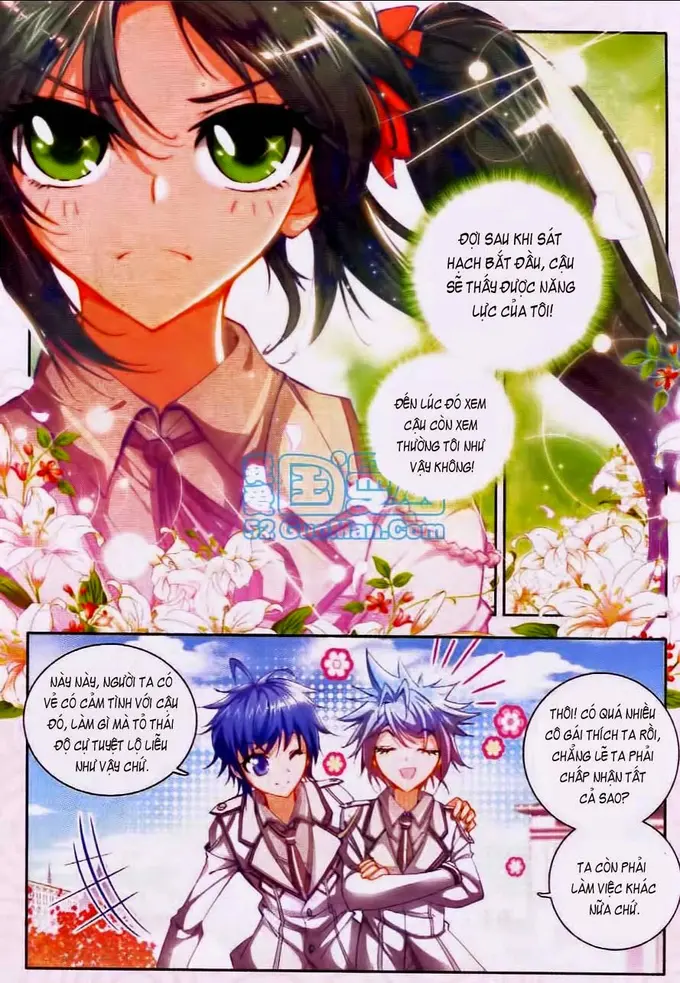 ĐỢI SAU KHI SÁT
HẠCH BẮT ĐẦU, CẬU
SẼ THẤY ĐƯỢC NĂNG
LỰC CỦA TÔI!
ĐẾN LÚC ĐÓ XEM
CẬU CÒN XEM
THƯỜNG TÔI NHƯ
VẬY KHÔNG!
52 GuoMan.Com
NÀY NÀY, NGƯỜI TA CÓ
VẺ CÓ CẢM TÌNH VỚI CẬU
ĐÓ, LÀM GÌ MÀ TỎ THÁI
ĐỘ CỰ TUYỆT LỘ LIỄU
NHƯ VẬY CHỨ.
THÔI! CÓ QUÁ NHIỀU
CÔ GÁI THÍCH TA RỒI,
CHẲNG LẼ TA PHẢI
CHẤP NHẬN TẤT
CẢ SAO?
TA CÒN PHẢI
LÀM VIỆC KHÁC
NỮA CHỨ.